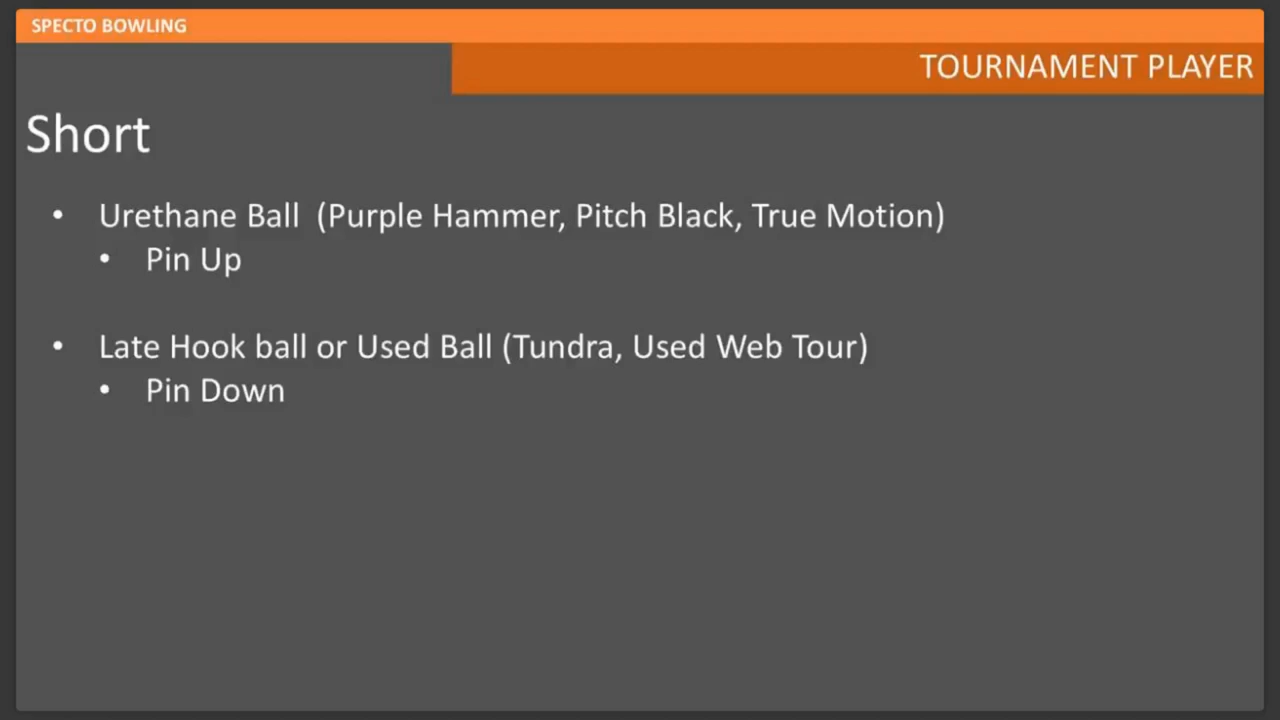 SPECTO BOWLING
TOURNAMENT PLAYER
Short
• Urethane Ball (Purple Hammer, Pitch Black, True Motion)
• Pin Up
• Late Hook ball or Used Ball (Tundra, Used Web Tour)
• Pin Down